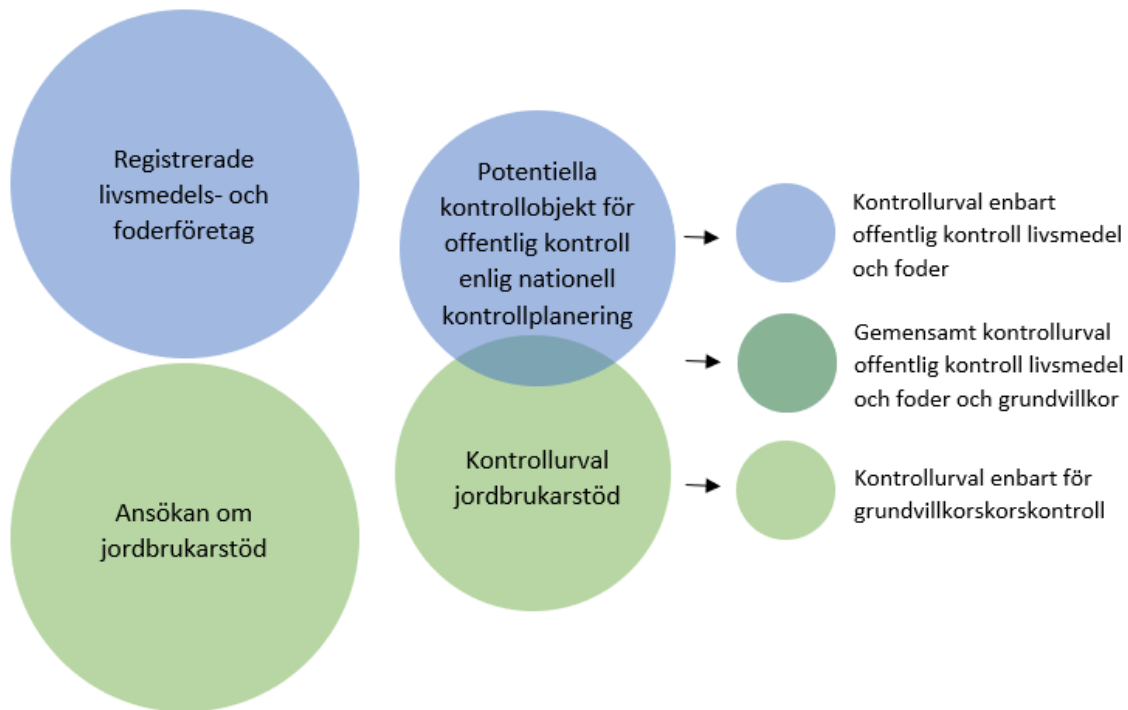 Registrerade
livsmedels- och
foderföretag
Ansökan om
jordbrukarstöd
Potentiella
kontrollobjekt för
offentlig kontroll
enlig nationell
kontrollplanering
Kontrollurval
jordbrukarstöd
Kontrollurval enbart
offentlig kontroll livsmedel
och foder
Gemensamt kontrollurval
offentlig kontroll livsmedel
och foder och grundvillkor
Kontrollurval enbart för
grundvillkorskorskontroll